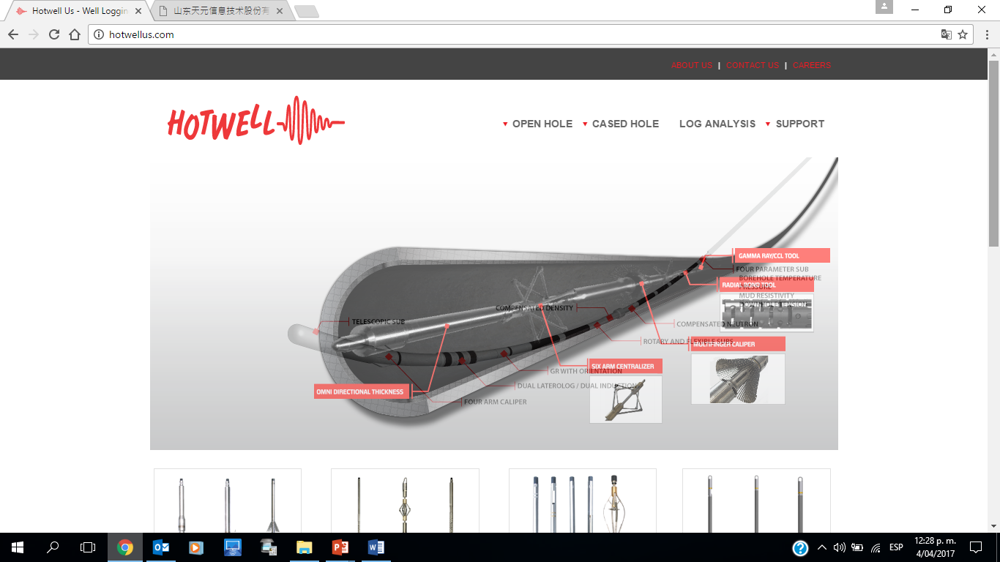 Hotwell Us - Well Loggin
山东天元信息技术股份有
hotwellus.com
ABOUT US | CONTACT US | CAREERS
HOTWELL
OPEN HOLE CASED HOLE LOG ANALYSIS SUPPORT
GAMMA RAY/CCL TOOL
FOUR PARAMETER SUB
BOREHOLE TEMPERATURE
RADIAL BOND TOOL
PRESSURE
MUD RESISTIVITY
DOWNHOLE TENSION
COMPENSATED DENSITY
TELESCOPIC SUB
COMPENSATED NEUTRON
ROTARY AND FLEXIBLE SUBS
MULTIFINGER CALIPER
SIX ARM CENTRALIZER
GR WITH ORIENTATION
DUAL LATEROLOG / DUAL INDUCTION
OMNI DIRECTIONAL THICKNESS
FOUR ARM CALIPER
ESP
12:28 p. m.
4/04/2017